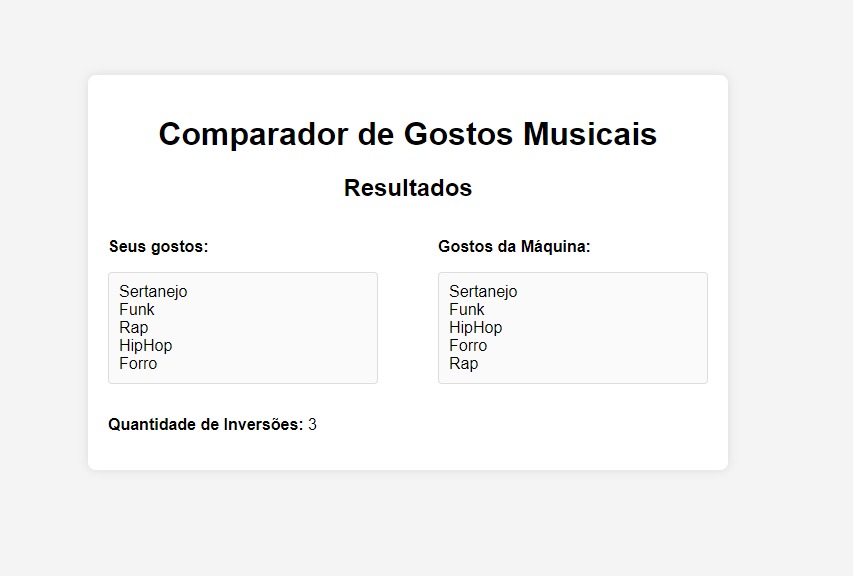 Comparador de Gostos Musicais
Resultados
Seus gostos:
Sertanejo
Funk
Rap
HipHop
Forro
Gostos da Máquina:
Sertanejo
Funk
HipHop
Forro
Rap
Quantidade de Inversões: 3